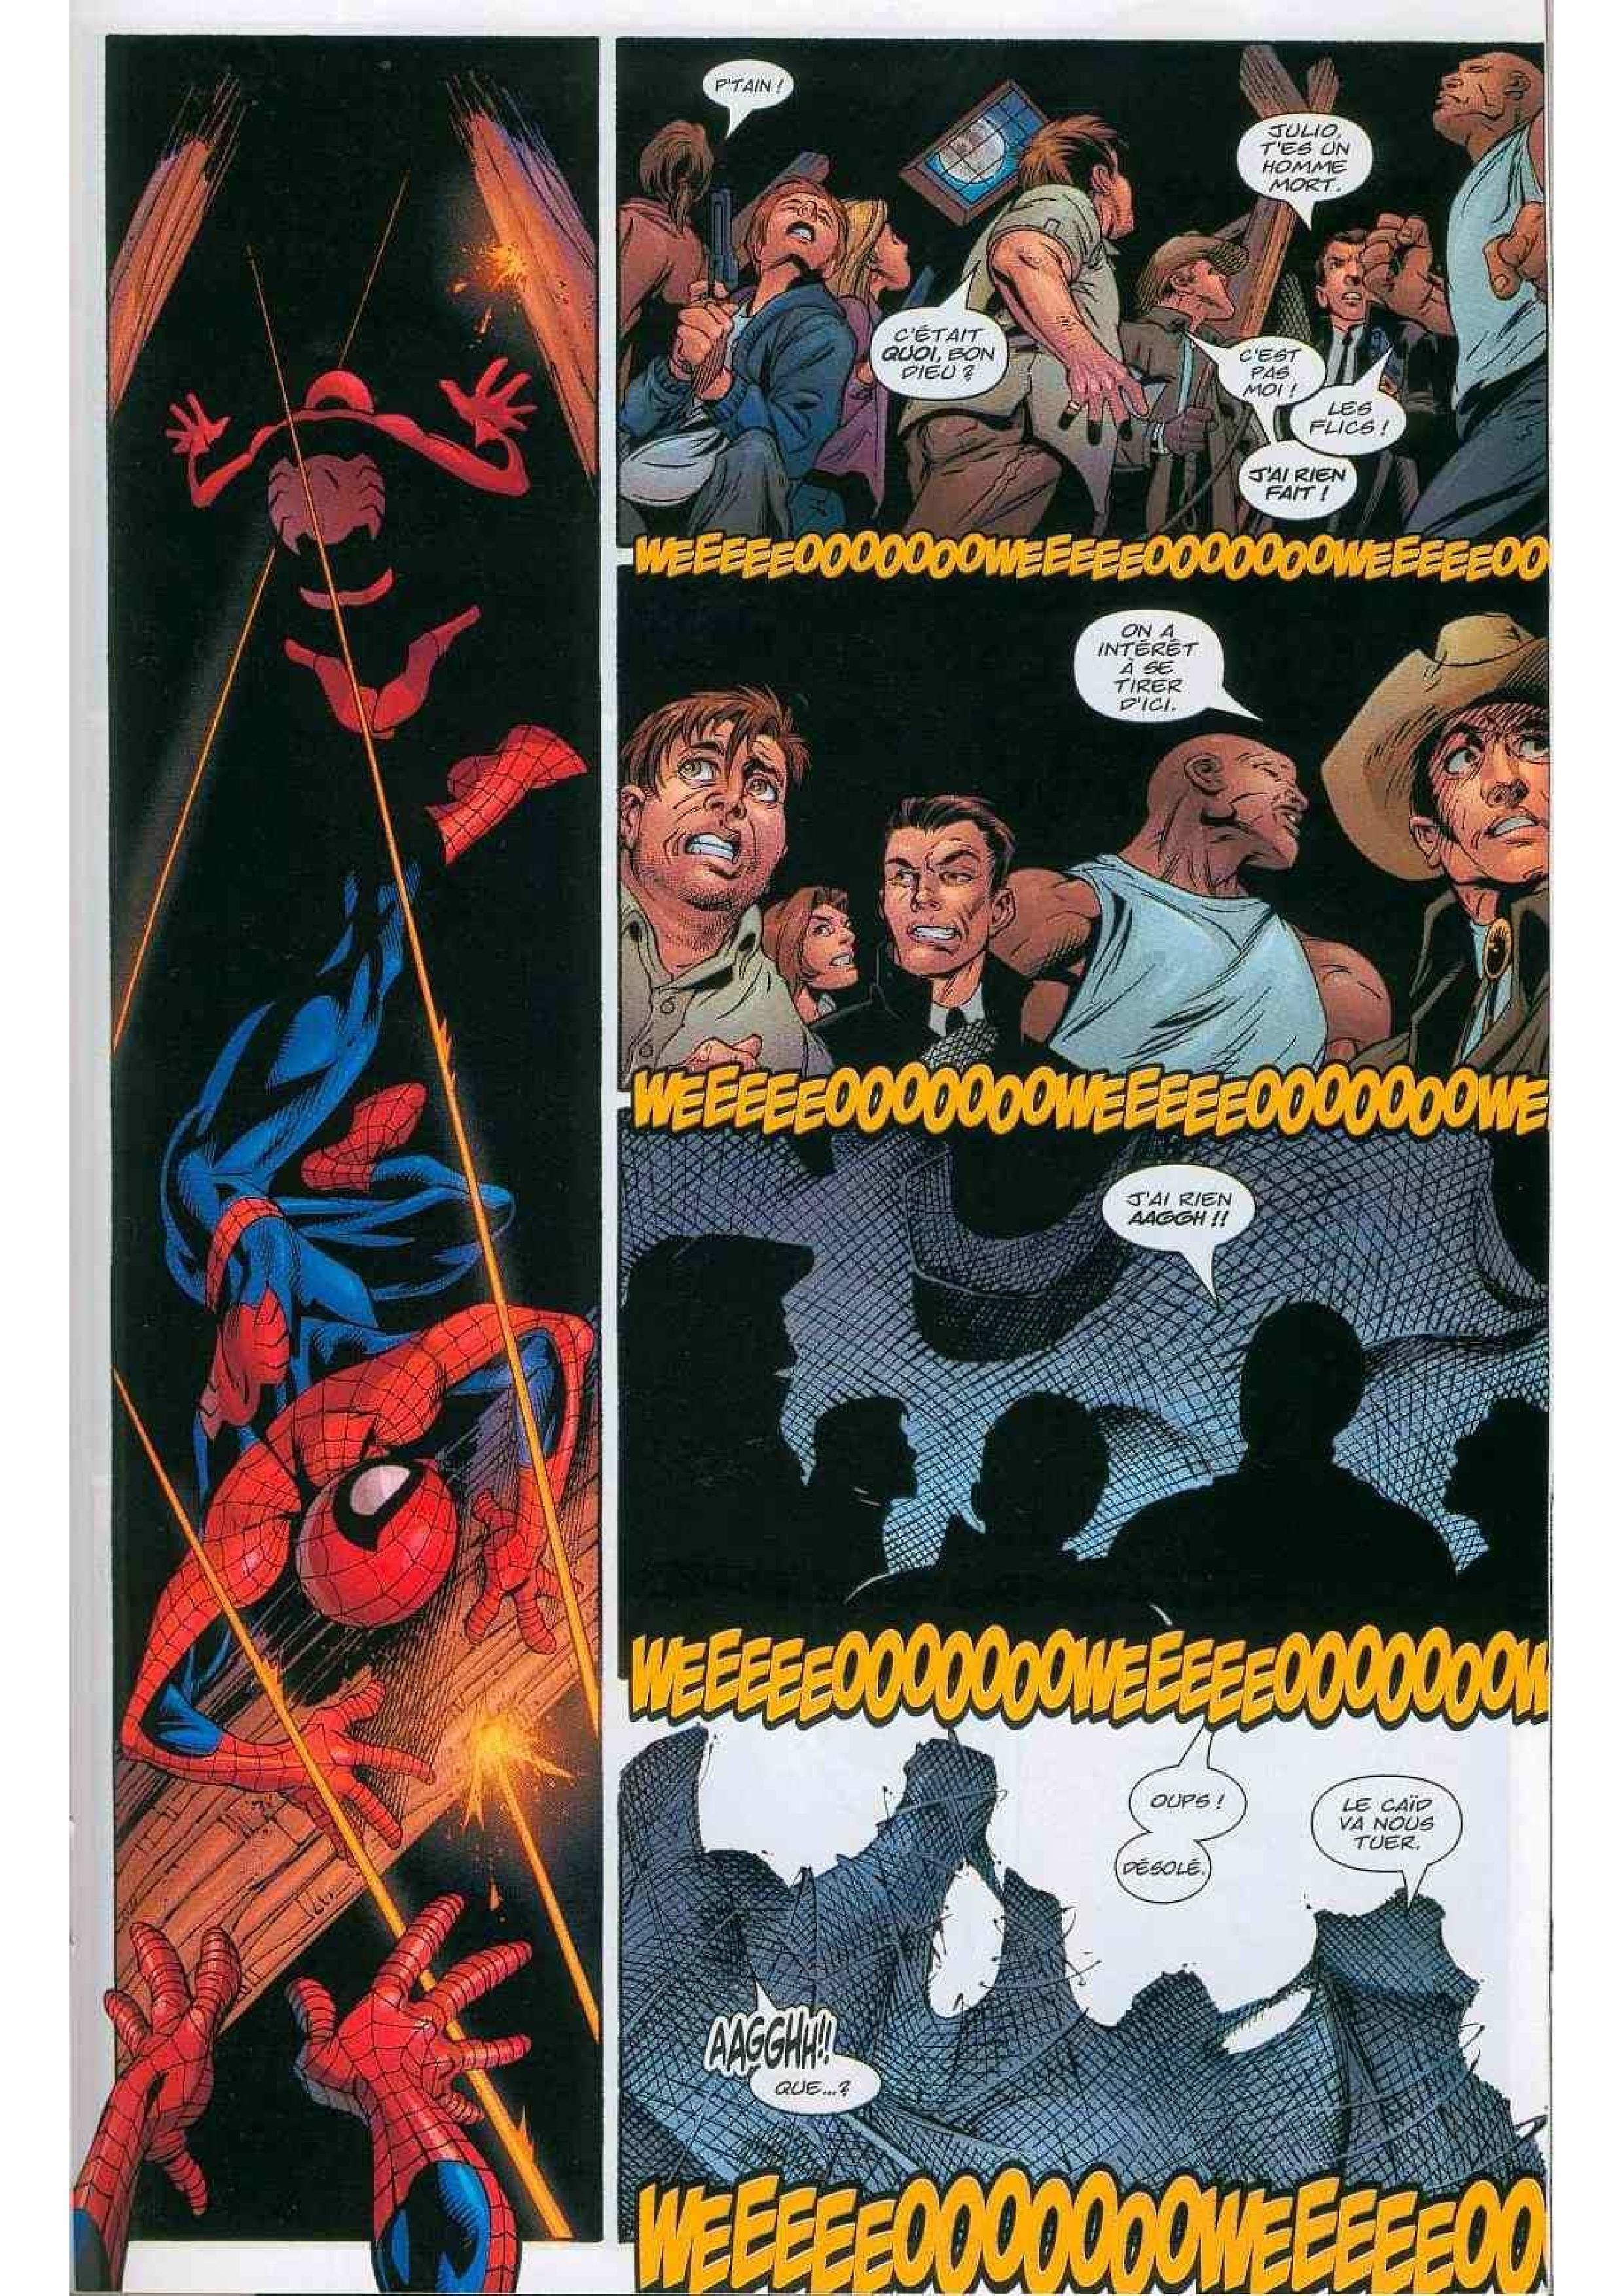 P'TAIN !
JULIO,
T'ES UN
HOMME
MORT.
C'ÉTAIT
QUOI, BON
DIEU ?
C'EST
PAS
MOI !
LES
FLICS !
J'AI RIEN
FAIT !
WEEEEEOOOOOOOWEEEEEOOOOOOOWEEEEEOO
ON A
INTÉRÊT
À SE
TIRER
D'ICI.
WEEEEEOOOOOOOWEEEEEOOOOOOOWE
J'AI RIEN
AAGGH !!
WEEEEEOOOOOOOWEEEEEOOOOOOOW
OUPS !
DÉSOLÉ.
LE CAÏD
VA NOUS
TUER.
AAGGHH!!
QUE...?
WEEEEEOOOOOOOWEEEEEOO